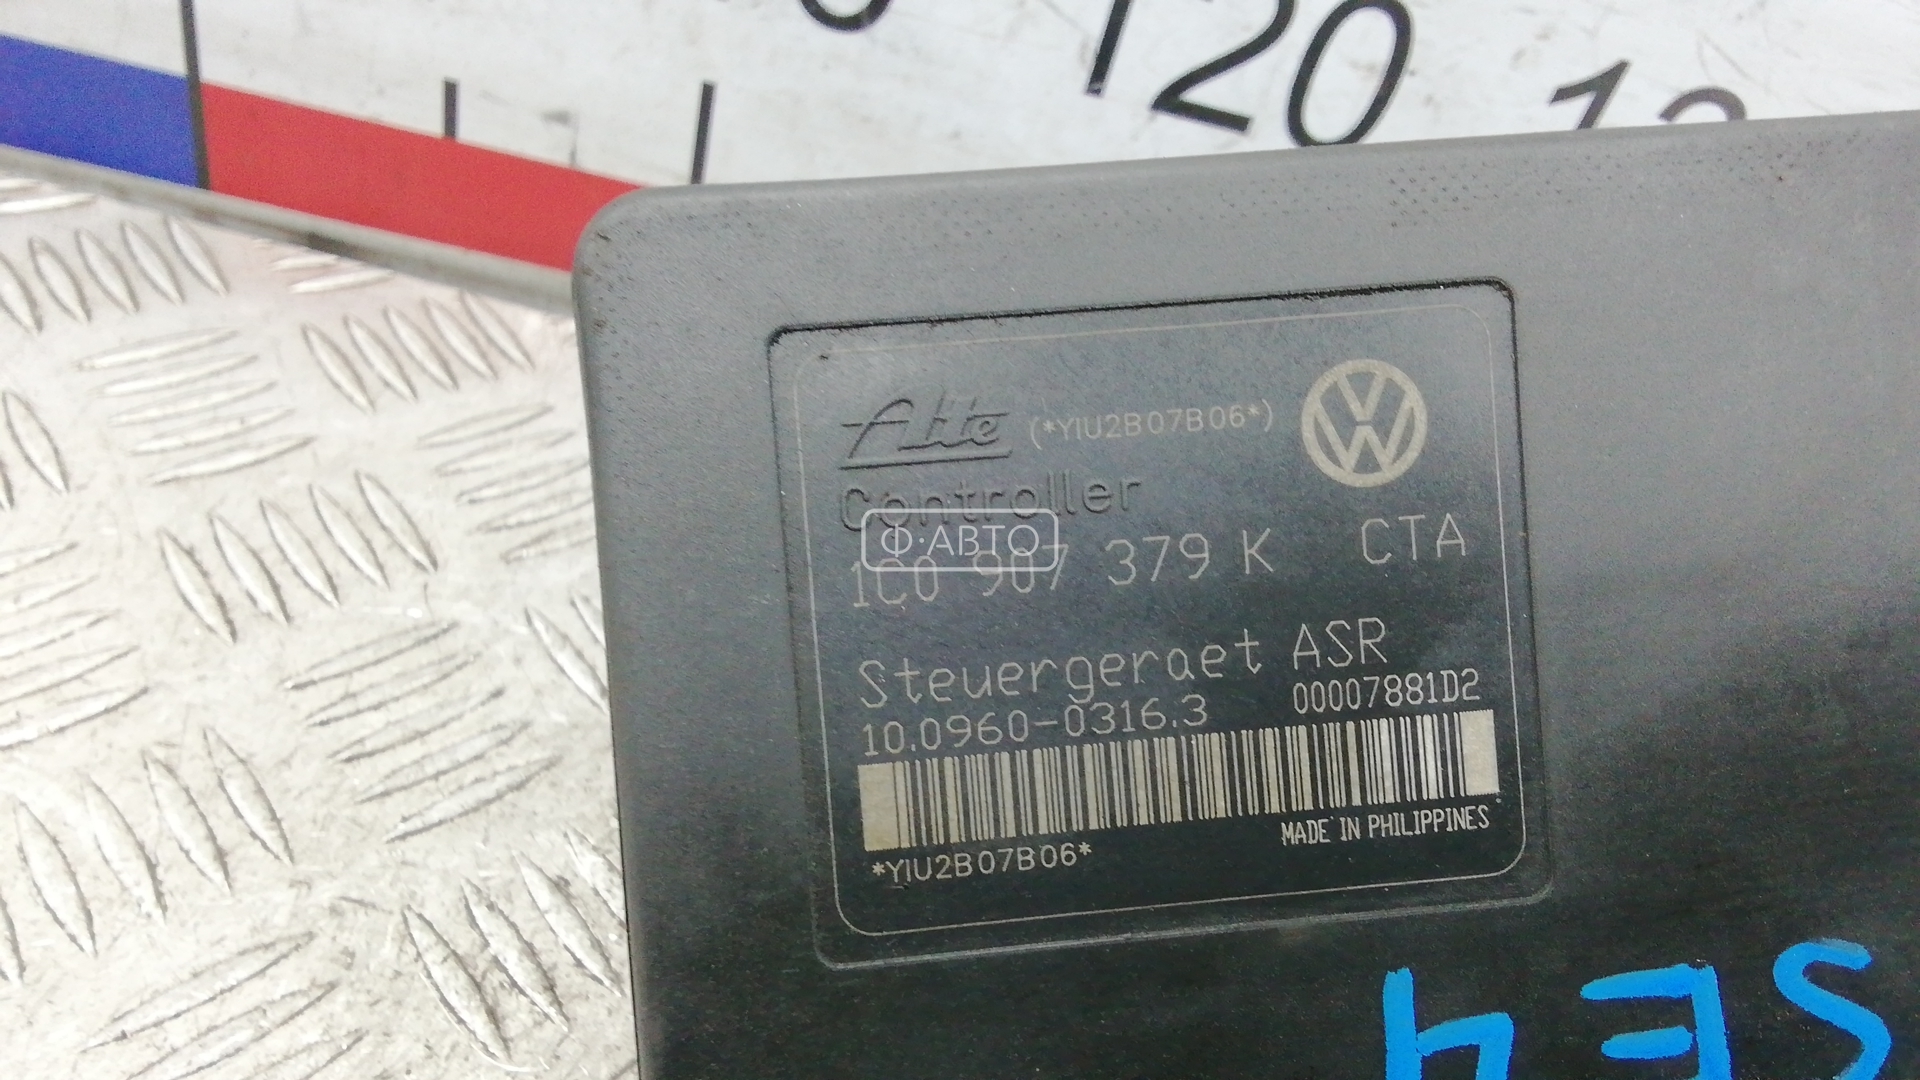 120
Ate (*YIU2B07B06*)
Controller
Ф·АВТО
1C0 907 379 K CTA
Steuergeraet ASR
10.0960-0316.3 00007881D2
MADE IN PHILIPPINES
*YIU2B07B06*